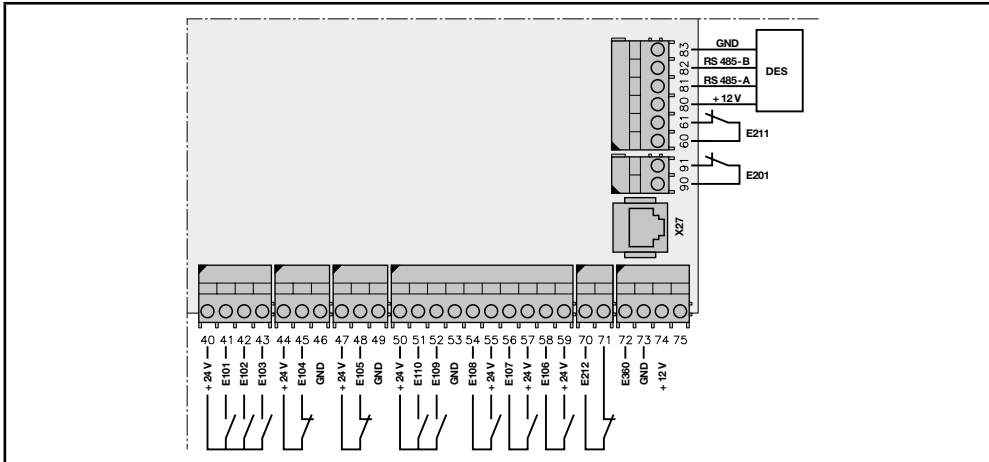 83 GND
82 RS 485-B
DES
81 RS 485-A
80 + 12 V
61
E211
60
91
E201
90
X27
40 41 42 43 44 45 46 47 48 49 50 51 52 53 54 55 56 57 58 59 70 71 72 73 74 75
+ 24 V
E101
E102
E103
+ 24 V
E104
GND
+ 24 V
E105
GND
+ 24 V
E110
E109
GND
E108
+ 24 V
E107
+ 24 V
E106
+ 24 V
E212
E360
GND
+ 12 V